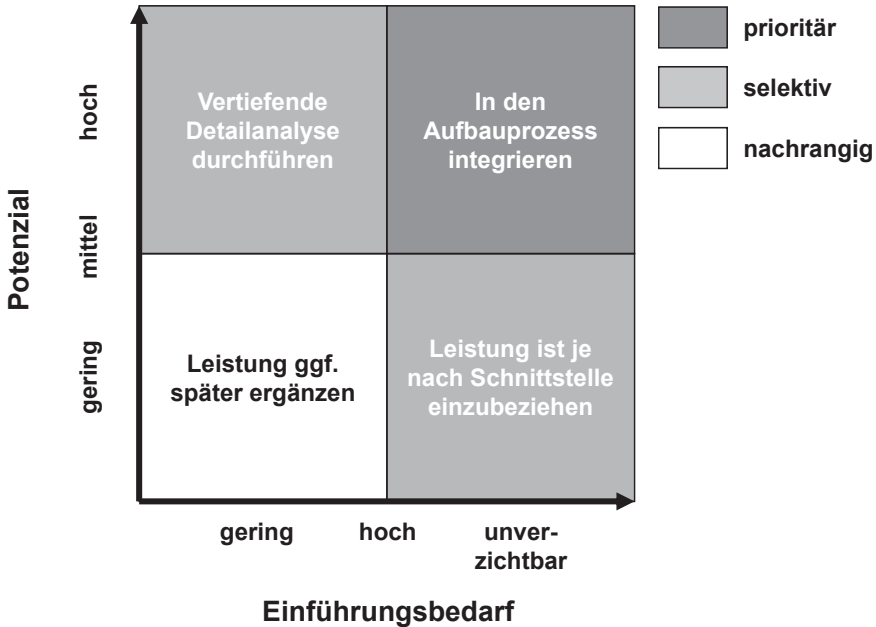 Potenzial
hoch
mittel
gering
Vertiefende
Detailanalyse
durchführen
In den
Aufbauprozess
integrieren
Leistung ggf.
später ergänzen
Leistung ist je
nach Schnittstelle
einzubeziehen
gering
hoch
unver-
zichtbar
Einführungsbedarf
prioritär
selektiv
nachrangig